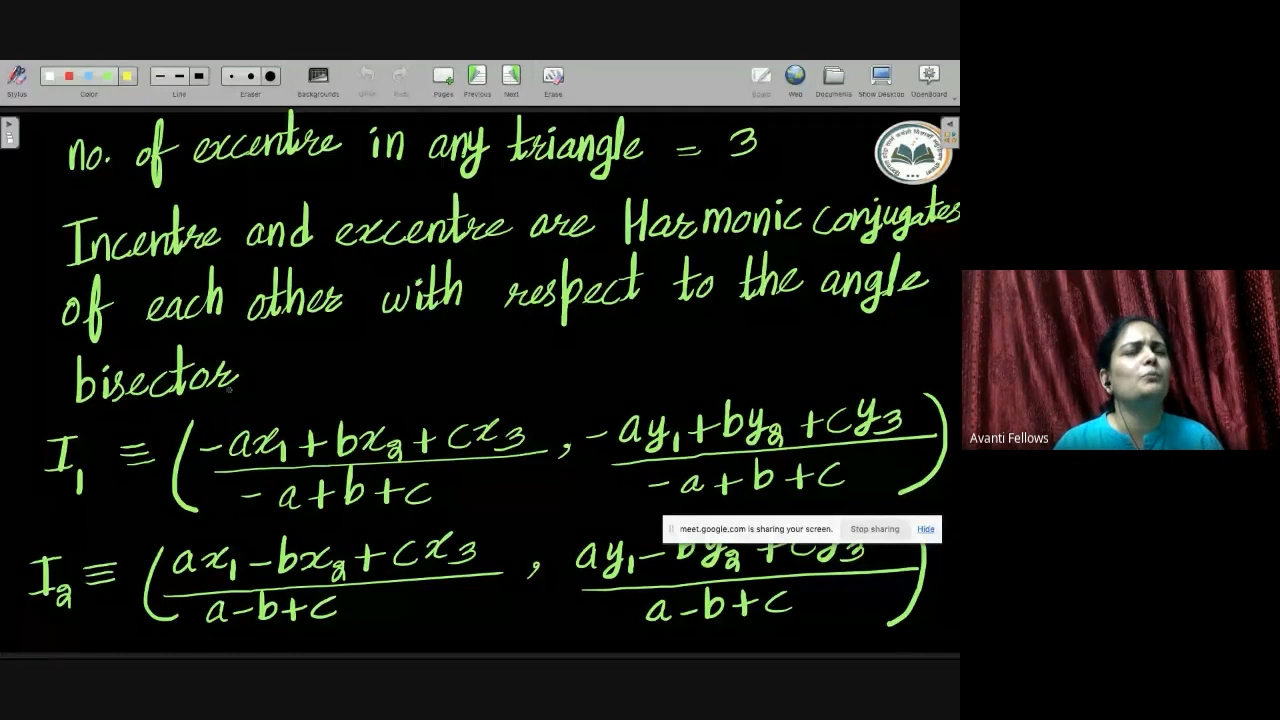 Stylus Color Line Eraser Backgrounds Undo Redo Pages Previous Next Erase Board Web Documents Show Desktop OpenBoard
no. of excentre in any triangle = 3
Incentre and excentre are Harmonic conjugates
of each other with respect to the angle
bisector
I₁ ≡ (-ax₁+bx₂+cx₃/-a+b+c, -ay₁+by₂+cy₃/-a+b+c)
Avanti Fellows
meet.google.com is sharing your screen. Stop sharing Hide
I₂ ≡ (ax₁-bx₂+cx₃/a-b+c, ay₁-by₂+cy₃/a-b+c)